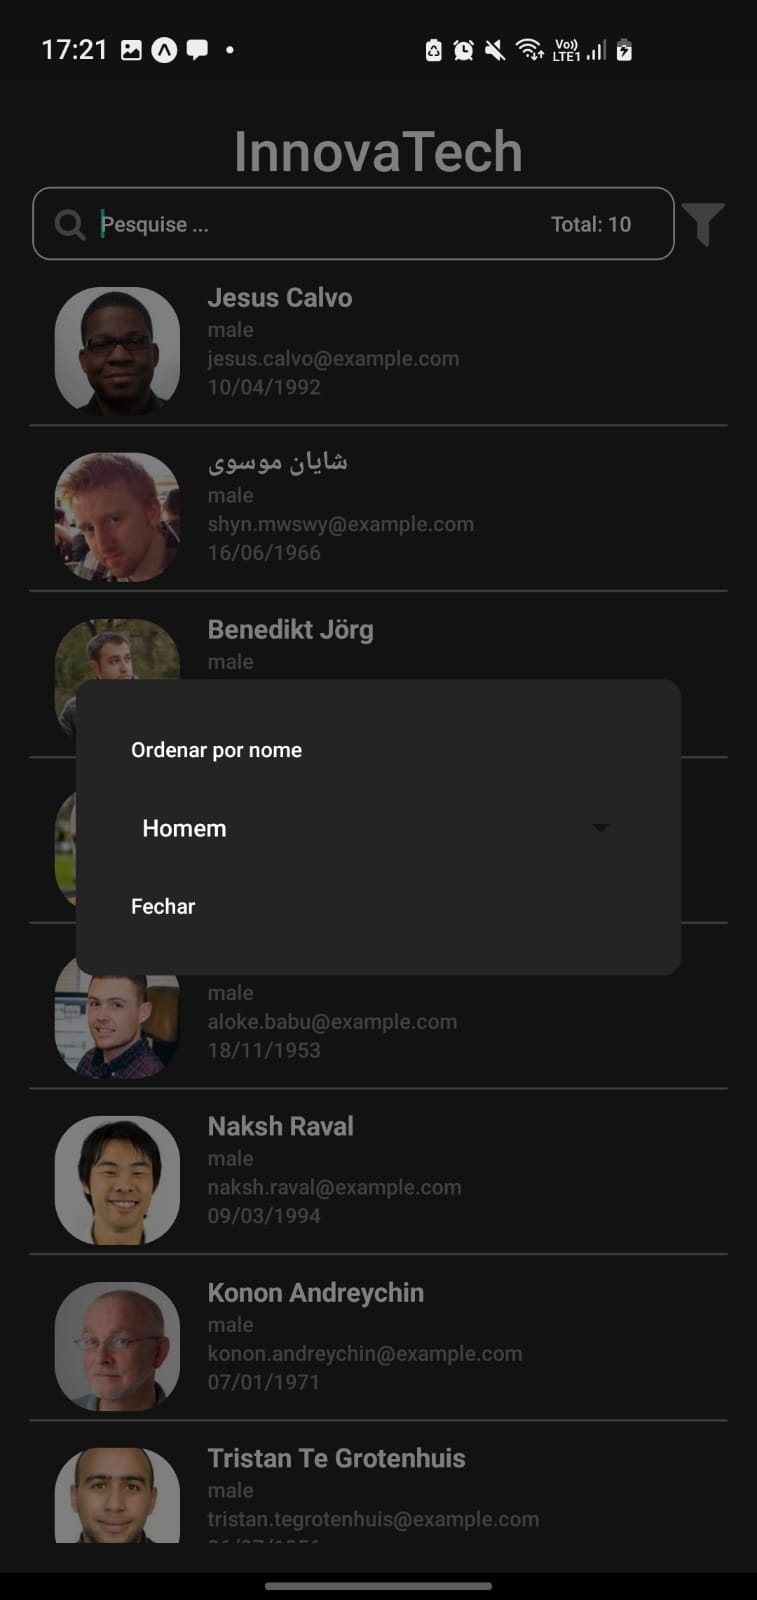 17:21
Vo)) LTE1
InnovaTech
Pesquise ... Total: 10
Jesus Calvo
male
jesus.calvo@example.com
10/04/1992
شایان موسوی
male
shyn.mwswy@example.com
16/06/1966
Benedikt Jörg
male
Ordenar por nome
Homem
Fechar
male
aloke.babu@example.com
18/11/1953
Naksh Raval
male
naksh.raval@example.com
09/03/1994
Konon Andreychin
male
konon.andreychin@example.com
07/01/1971
Tristan Te Grotenhuis
male
tristan.tegrotenhuis@example.com